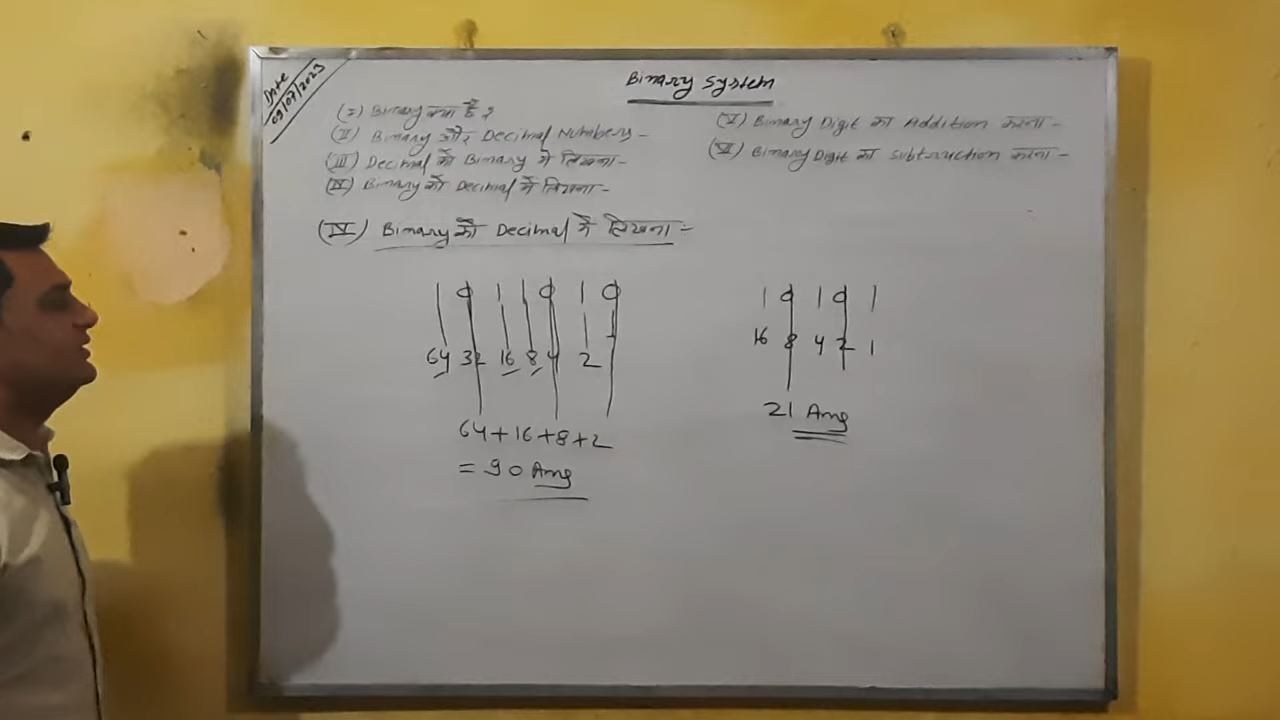 Date
09/07/2023
Binary System
(I) Binary क्या है ?
(II) Binary और Decimal Numbers -
(III) Decimal को Binary में लिखना -
(IV) Binary को Decimal में लिखना -
(V) Binary Digit का Addition करना -
(VI) Binary Digit का Subtruction करना -
(IV) Binary को Decimal में लिखना :-
1 0 1 1 0 1 0
64 32 16 8 4 2 1
64+16+8+2
= 90 Ans
1 0 1 0 1
16 8 4 2 1
21 Ans